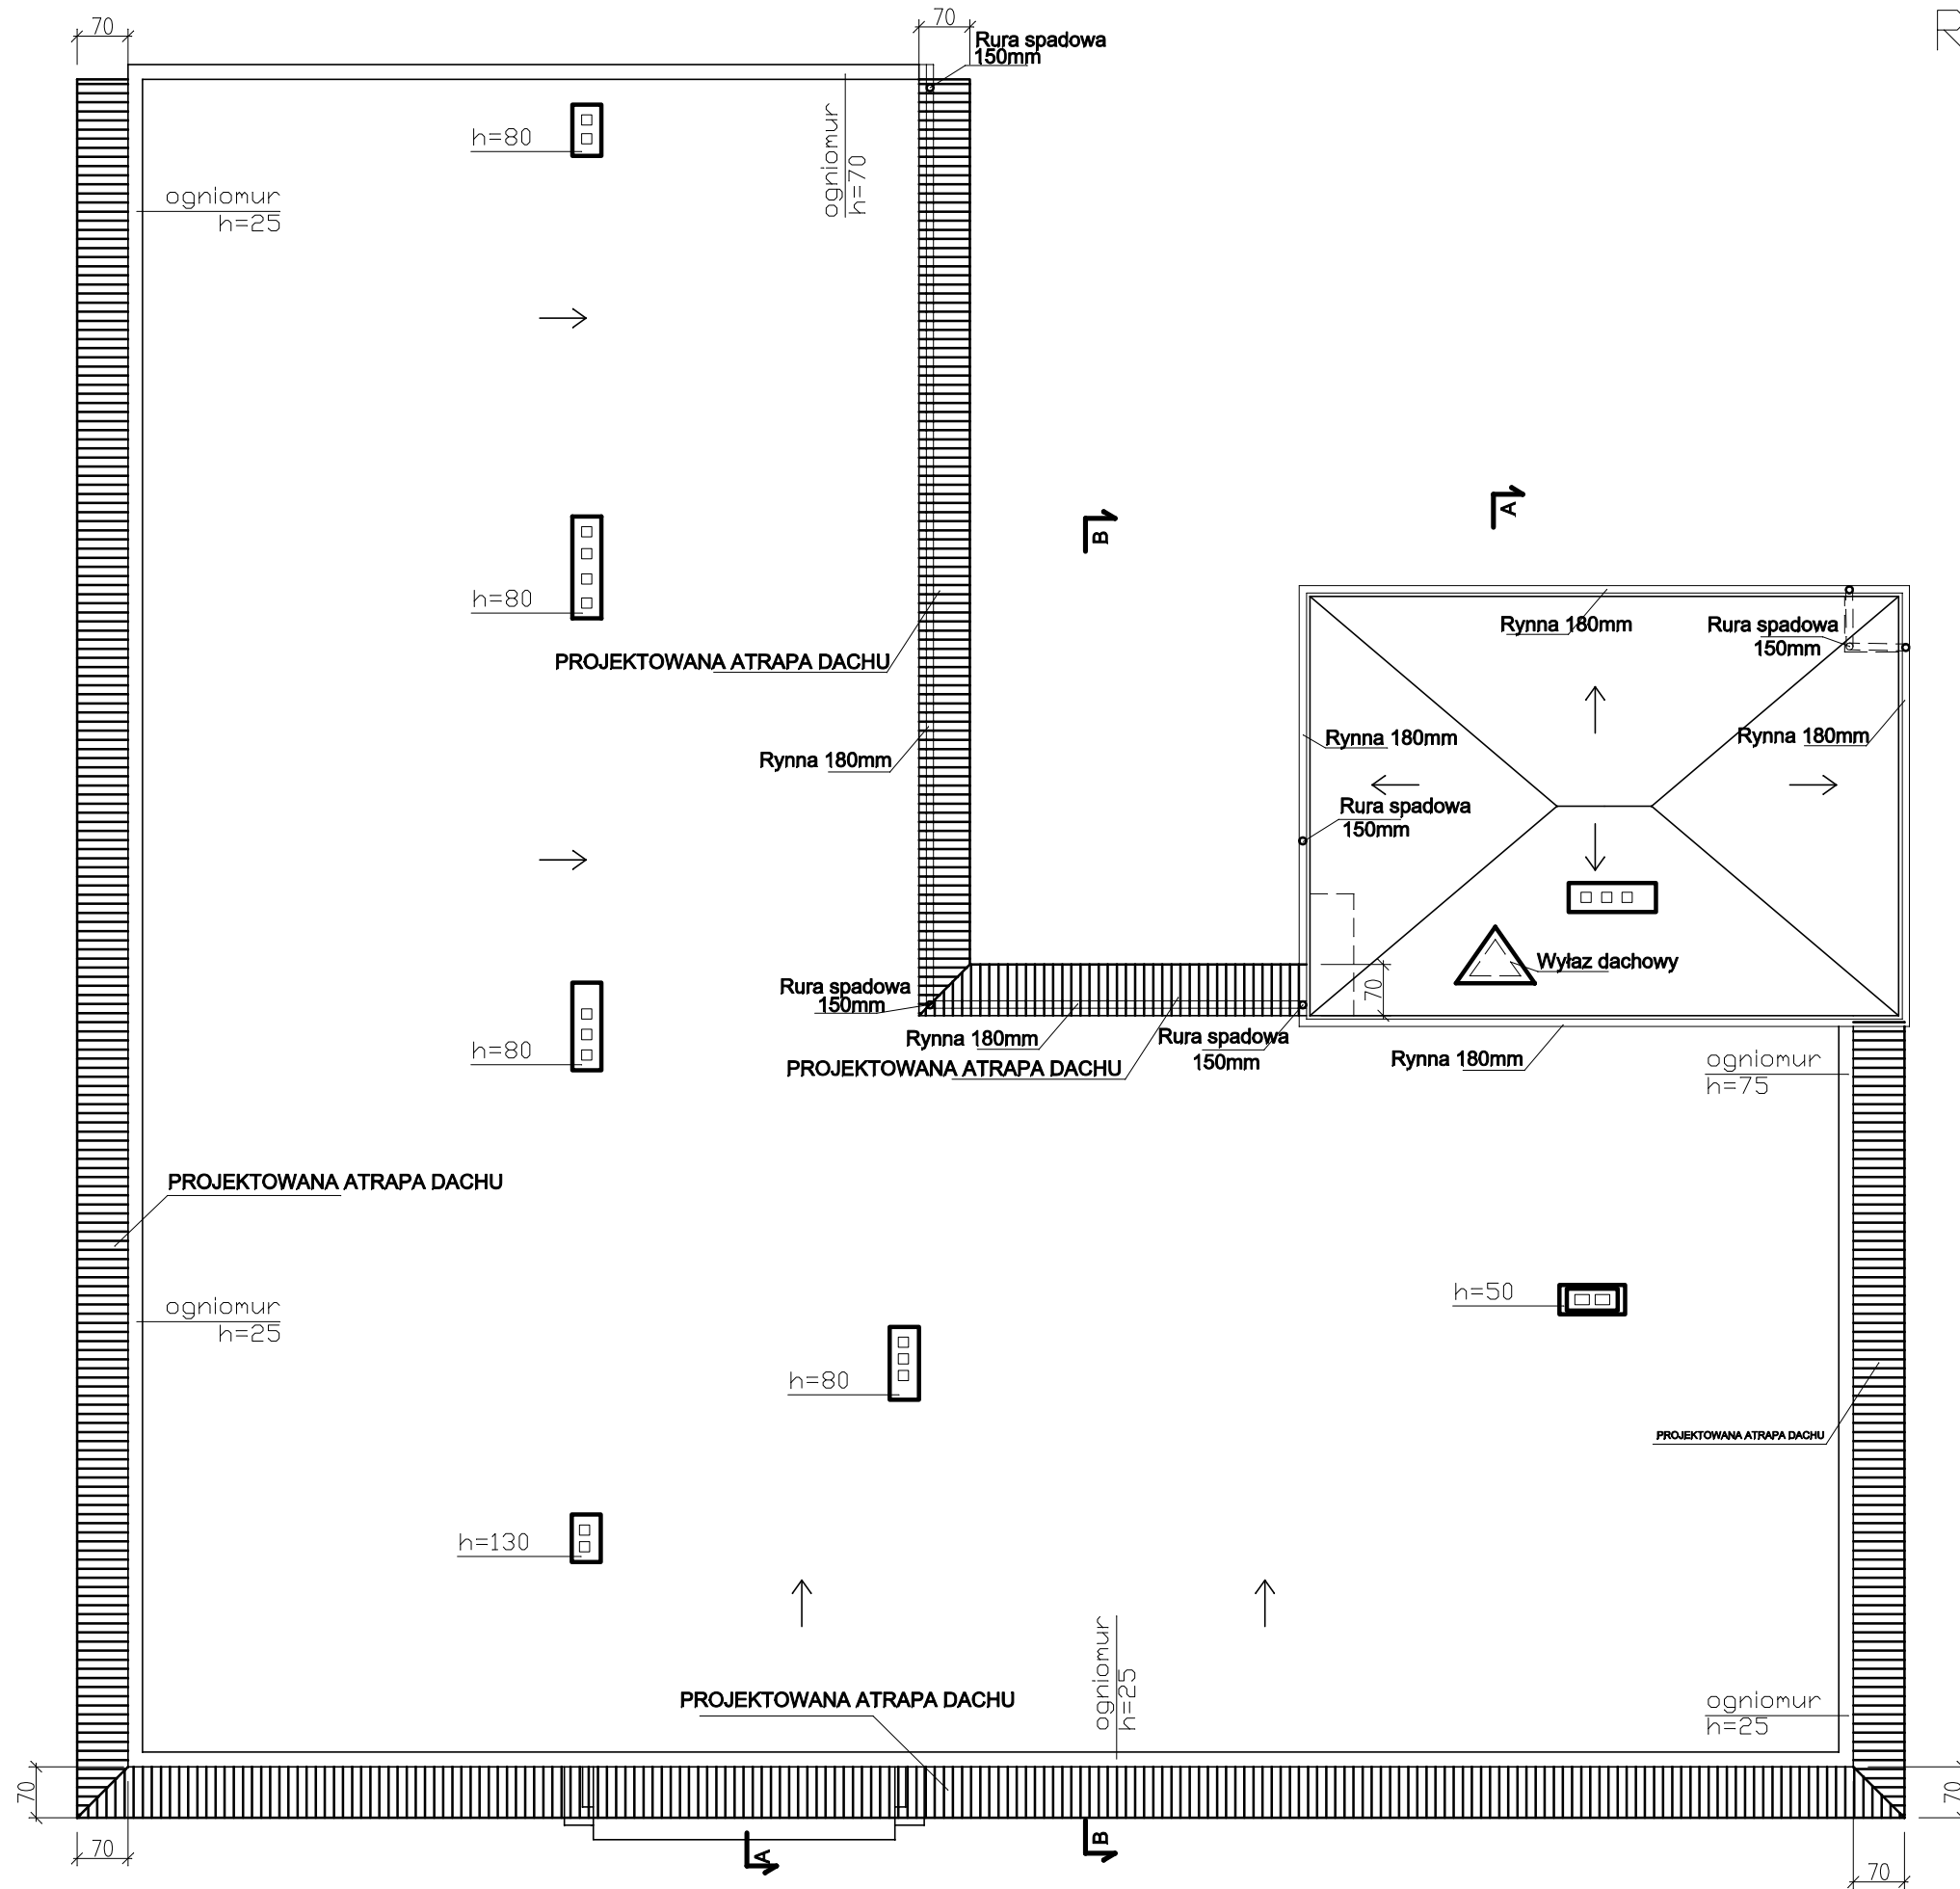 70
70
Rura spadowa
150mm
R
h=80
ogniomur
h=70
ogniomur
h=25
A
B
h=80
Rynna 180mm
Rura spadowa
150mm
PROJEKTOWANA ATRAPA DACHU
Rynna 180mm
Rynna 180mm
Rynna 180mm
Rura spadowa
150mm
Wyłaz dachowy
Rura spadowa
150mm
70
Rynna 180mm
Rura spadowa
150mm
PROJEKTOWANA ATRAPA DACHU
Rynna 180mm
ogniomur
h=75
h=80
PROJEKTOWANA ATRAPA DACHU
ogniomur
h=25
h=50
h=80
PROJEKTOWANA ATRAPA DACHU
h=130
ogniomur
h=25
PROJEKTOWANA ATRAPA DACHU
ogniomur
h=25
70
70
A
B
70
70